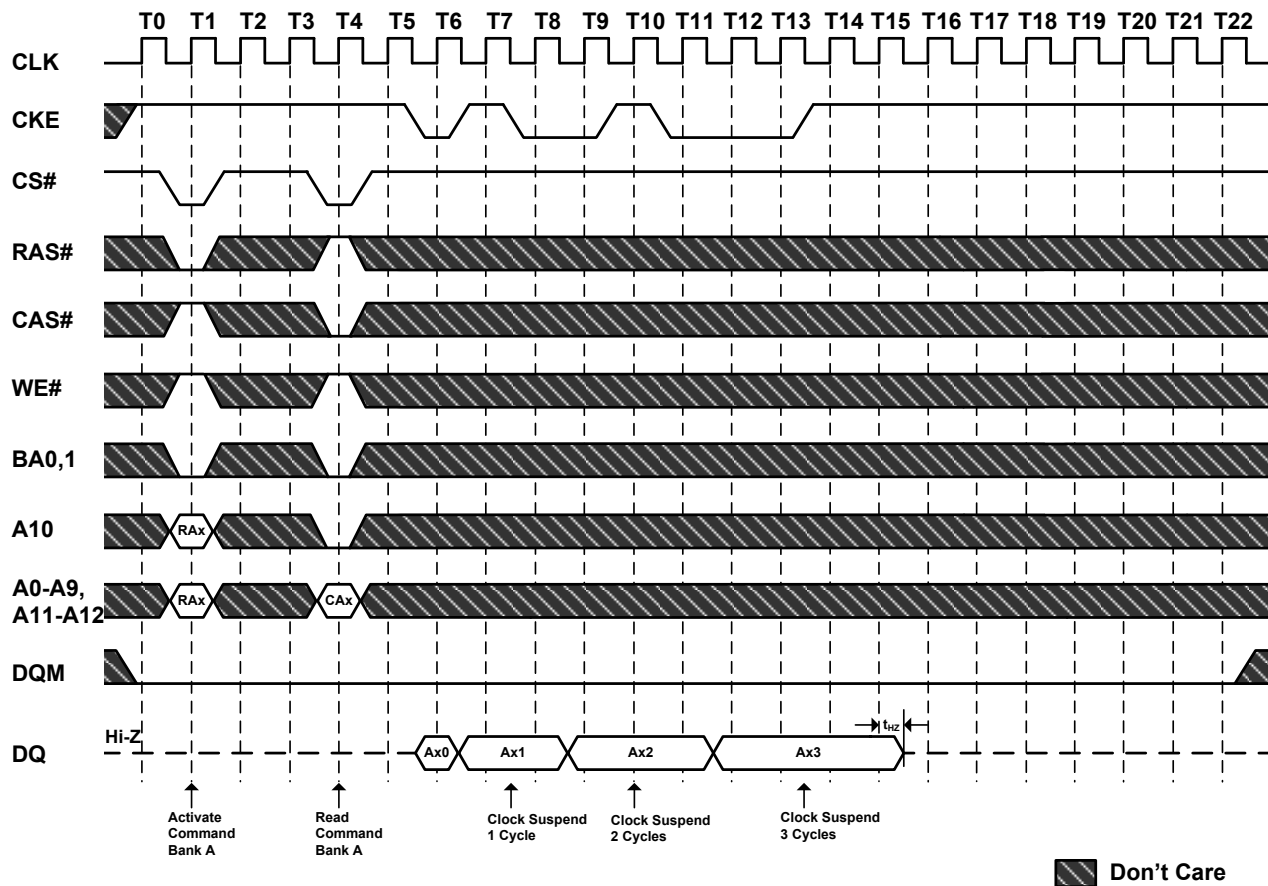 T0 T1 T2 T3 T4 T5 T6 T7 T8 T9 T10 T11 T12 T13 T14 T15 T16 T17 T18 T19 T20 T21 T22
CLK
CKE
CS#
RAS#
CAS#
WE#
BA0,1
A10
RAx
A0-A9,
A11-A12
RAx
CAx
DQM
tHZ
Hi-Z
DQ
Ax0
Ax1
Ax2
Ax3
Activate
Command
Bank A
Read
Command
Bank A
Clock Suspend
1 Cycle
Clock Suspend
2 Cycles
Clock Suspend
3 Cycles
Don't Care